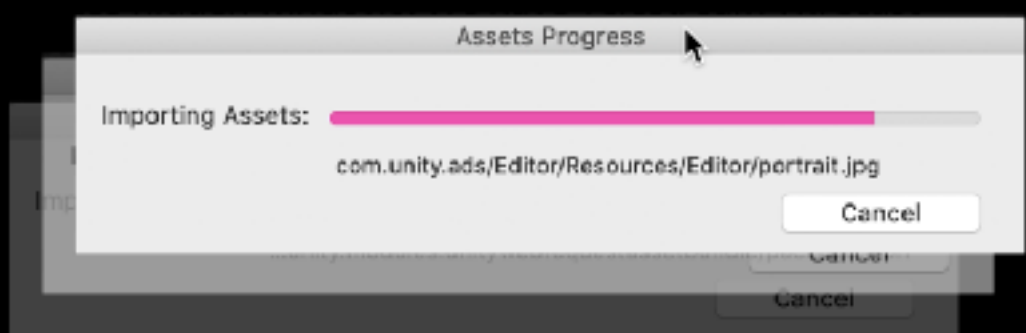 Assets Progress
Importing Assets:
com.unity.ads/Editor/Resources/Editor/portrait.jpg
Cancel
Cancel
Cancel